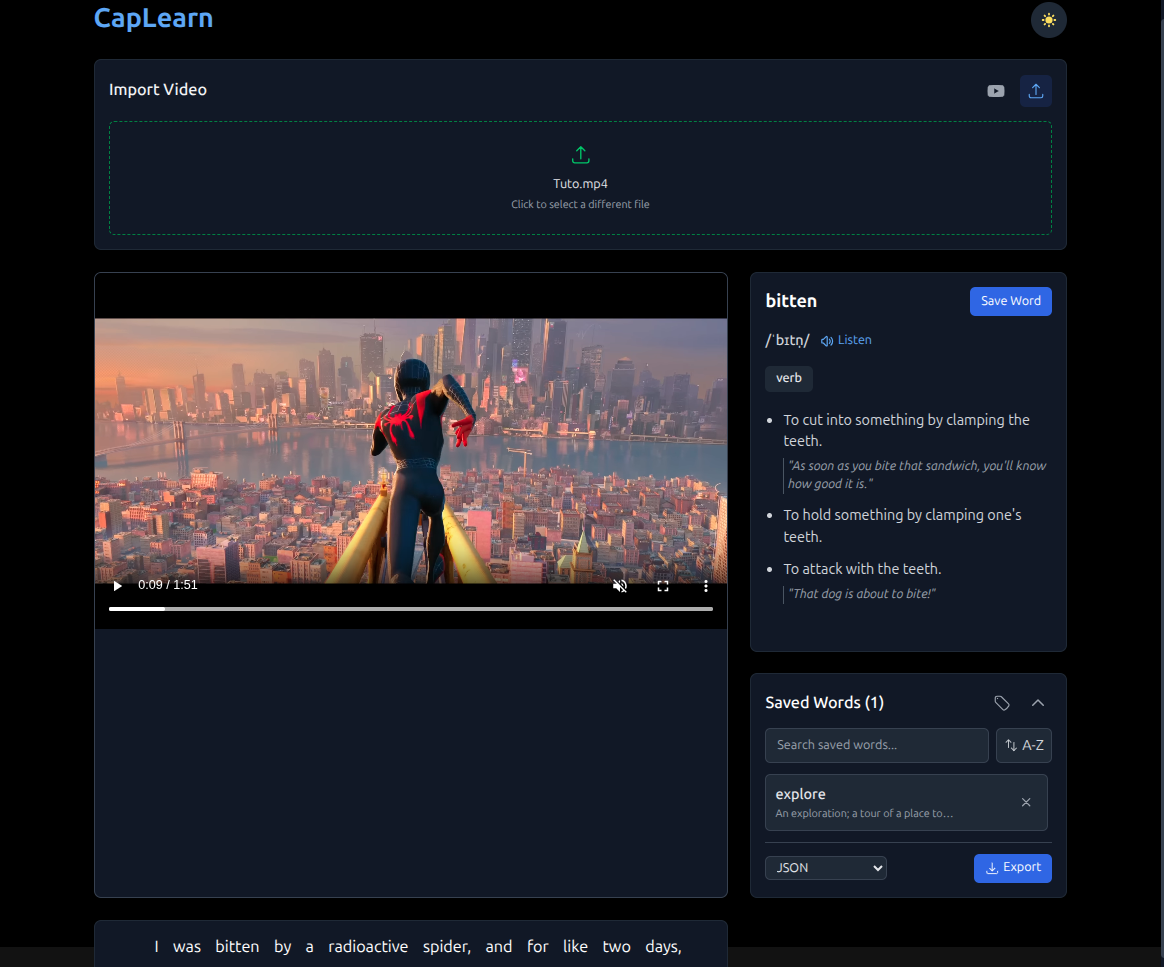 CapLearn
Import Video
Tuto.mp4
Click to select a different file
0:09 / 1:51
bitten
Save Word
/ˈbɪtn̩/
Listen
verb
To cut into something by clamping the
teeth.
"As soon as you bite that sandwich, you'll know
how good it is."
To hold something by clamping one's
teeth.
To attack with the teeth.
"That dog is about to bite!"
Saved Words (1)
Search saved words...
A-Z
explore
An exploration; a tour of a place to…
JSON
Export
I was bitten by a radioactive spider, and for like two days,